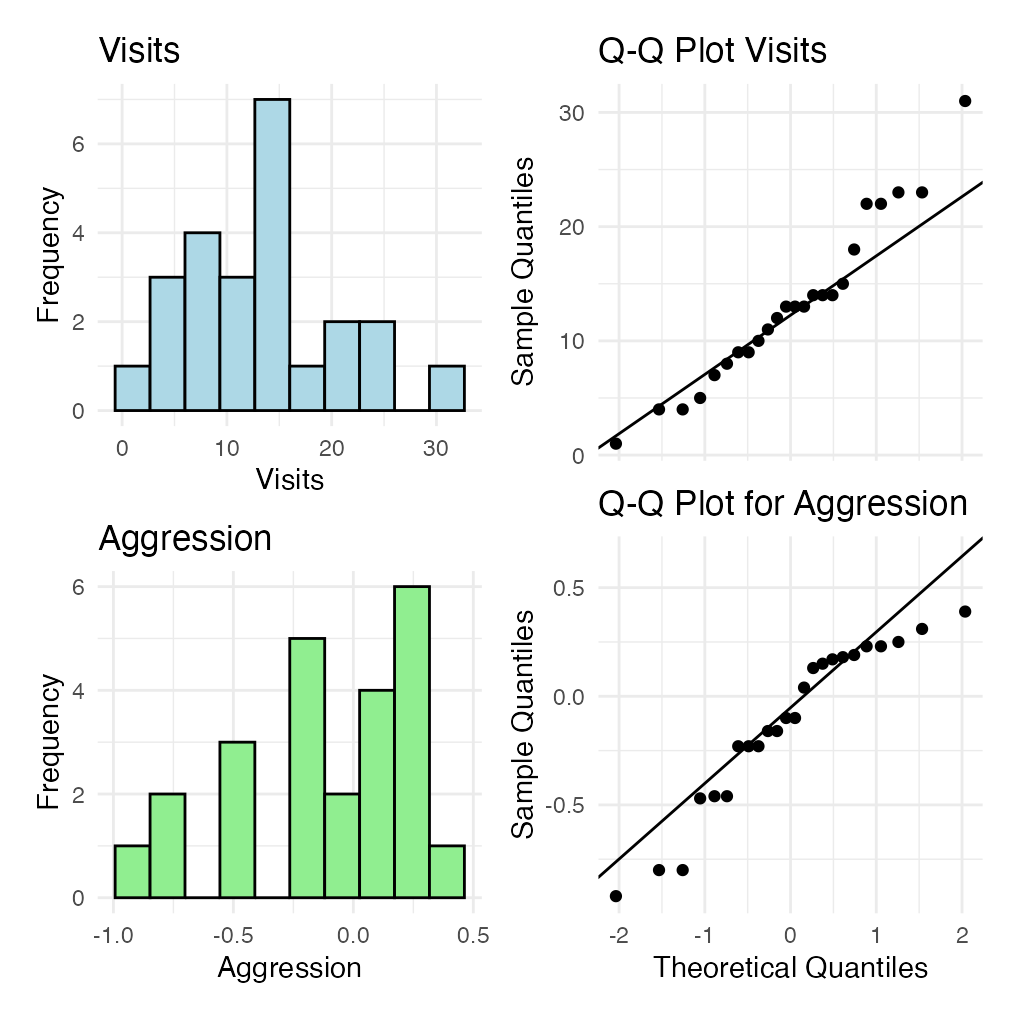 Visits
Frequency
6
4
2
0
0 10 20 30
Visits
Q-Q Plot Visits
Sample Quantiles
30
20
10
0
Aggression
Frequency
6
4
2
0
-1.0 -0.5 0.0 0.5
Aggression
Q-Q Plot for Aggression
Sample Quantiles
0.5
0.0
-0.5
-2 -1 0 1 2
Theoretical Quantiles